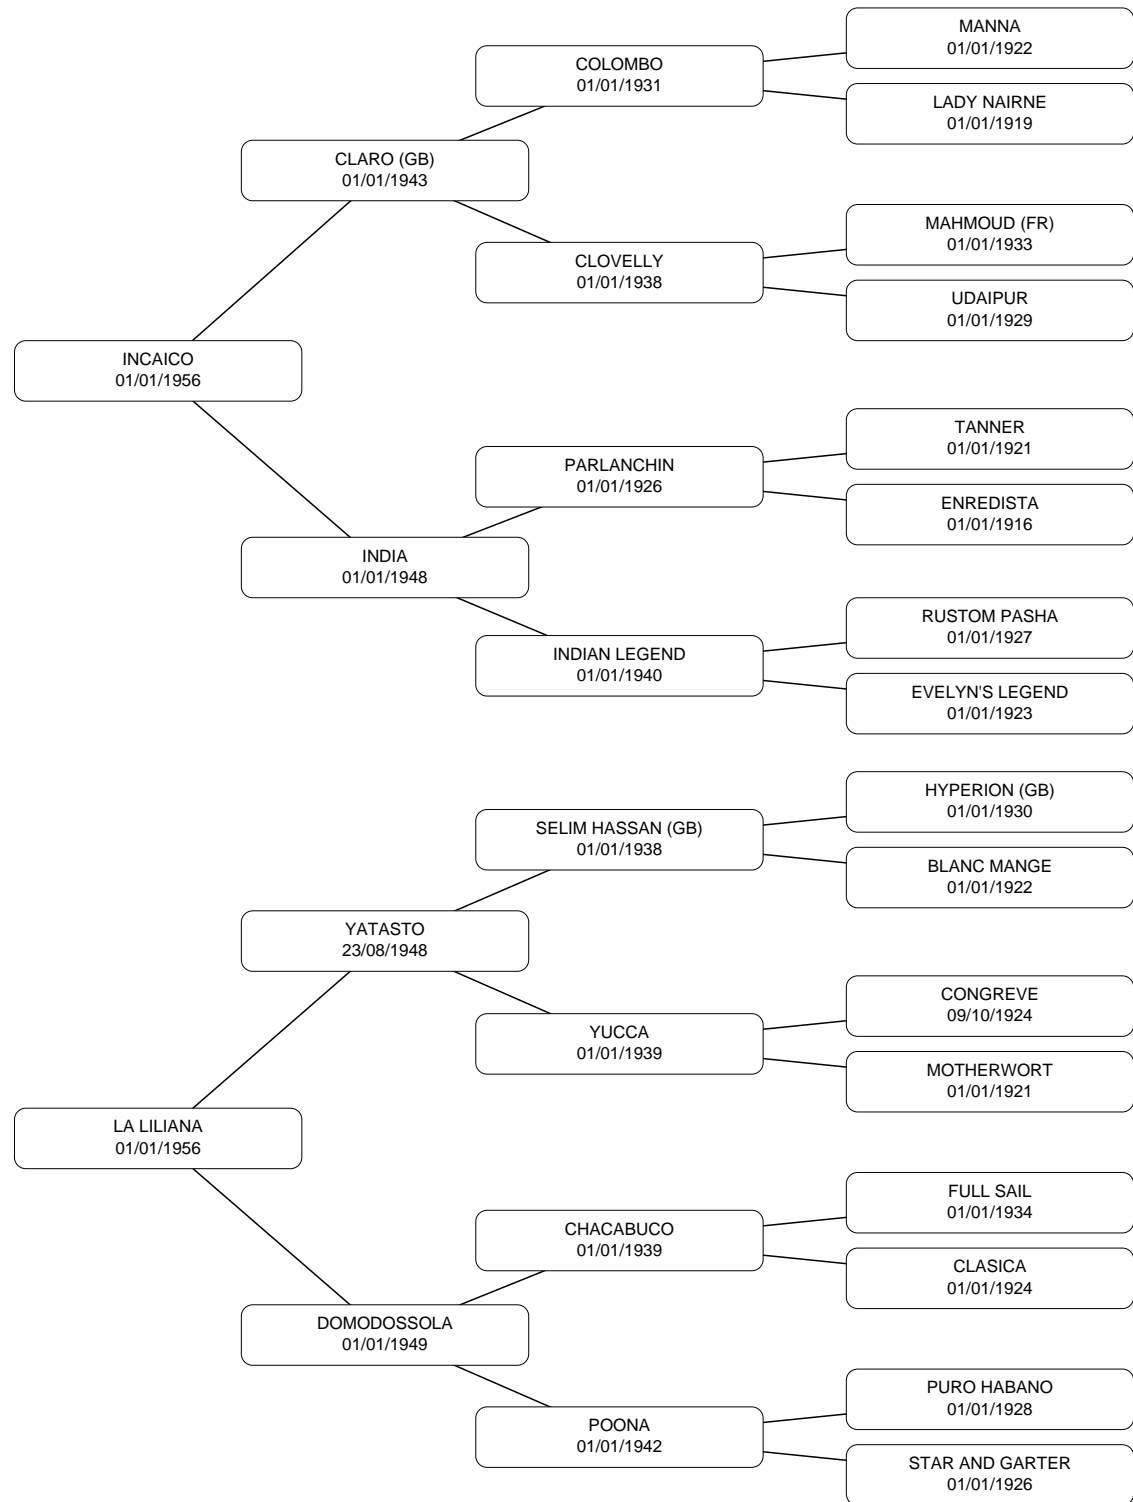 MANNA
01/01/1922
COLOMBO
01/01/1931
LADY NAIRNE
01/01/1919
CLARO (GB)
01/01/1943
MAHMOUD (FR)
01/01/1933
CLOVELLY
01/01/1938
UDAIPUR
01/01/1929
INCAICO
01/01/1956
TANNER
01/01/1921
PARLANCHIN
01/01/1926
ENREDISTA
01/01/1916
INDIA
01/01/1948
RUSTOM PASHA
01/01/1927
INDIAN LEGEND
01/01/1940
EVELYN'S LEGEND
01/01/1923
HYPERION (GB)
01/01/1930
SELIM HASSAN (GB)
01/01/1938
BLANC MANGE
01/01/1922
YATASTO
23/08/1948
CONGREVE
09/10/1924
YUCCA
01/01/1939
MOTHERWORT
01/01/1921
LA LILIANA
01/01/1956
FULL SAIL
01/01/1934
CHACABUCO
01/01/1939
CLASICA
01/01/1924
DOMODOSSOLA
01/01/1949
PURO HABANO
01/01/1928
POONA
01/01/1942
STAR AND GARTER
01/01/1926